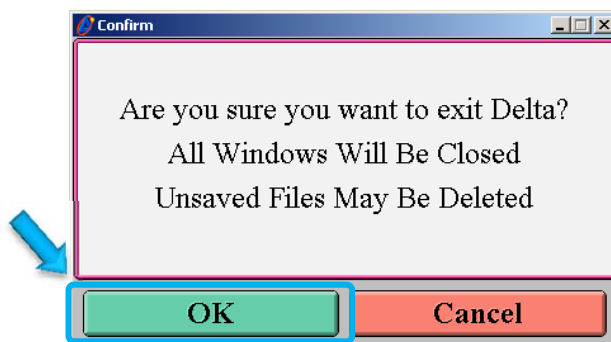 Confirm
Are you sure you want to exit Delta?
All Windows Will Be Closed
Unsaved Files May Be Deleted
OK Cancel